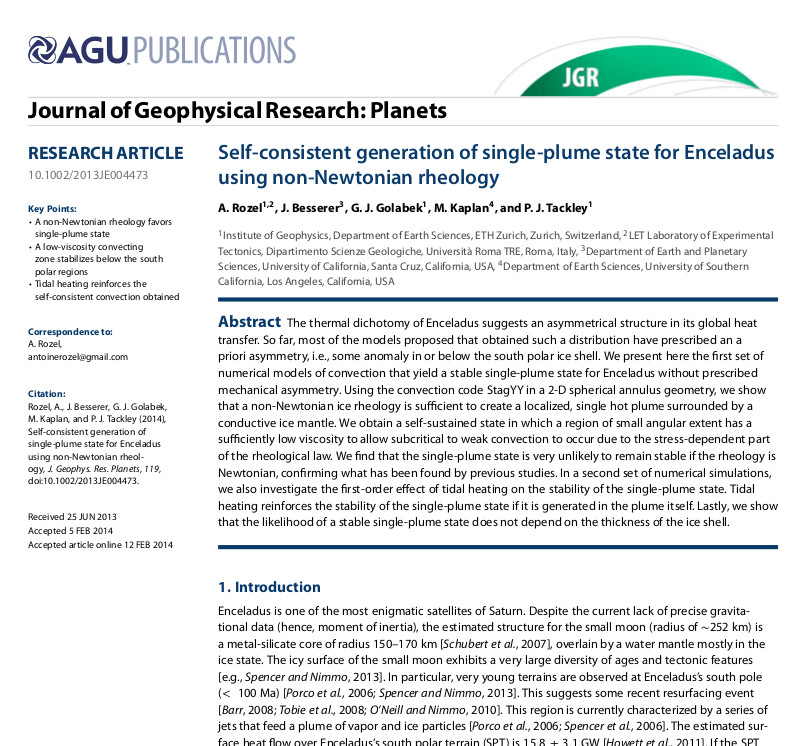 AGU PUBLICATIONS
JGR
Journal of Geophysical Research: Planets
RESEARCH ARTICLE
10.1002/2013JE004473
Key Points:
• A non-Newtonian rheology favors
single-plume state
• A low-viscosity convecting
zone stabilizes below the south
polar regions
• Tidal heating reinforces the
self-consistent convection obtained
Correspondence to:
A. Rozel,
antoinerozel@gmail.com
Citation:
Rozel, A., J. Besserer, G. J. Golabek,
M. Kaplan, and P. J. Tackley (2014),
Self-consistent generation of
single-plume state for Enceladus
using non-Newtonian rheol-
ogy, J. Geophys. Res. Planets, 119,
doi:10.1002/2013JE004473.
Received 25 JUN 2013
Accepted 5 FEB 2014
Accepted article online 12 FEB 2014
Self-consistent generation of single-plume state for Enceladus
using non-Newtonian rheology
A. Rozel1,2, J. Besserer3, G. J. Golabek1, M. Kaplan4, and P. J. Tackley1
1Institute of Geophysics, Department of Earth Sciences, ETH Zurich, Zurich, Switzerland, 2LET Laboratory of Experimental
Tectonics, Dipartimento Scienze Geologiche, Università Roma TRE, Roma, Italy, 3Department of Earth and Planetary
Sciences, University of California, Santa Cruz, California, USA, 4Department of Earth Sciences, University of Southern
California, Los Angeles, California, USA
Abstract The thermal dichotomy of Enceladus suggests an asymmetrical structure in its global heat
transfer. So far, most of the models proposed that obtained such a distribution have prescribed an a
priori asymmetry, i.e., some anomaly in or below the south polar ice shell. We present here the first set of
numerical models of convection that yield a stable single-plume state for Enceladus without prescribed
mechanical asymmetry. Using the convection code StagYY in a 2-D spherical annulus geometry, we show
that a non-Newtonian ice rheology is sufficient to create a localized, single hot plume surrounded by a
conductive ice mantle. We obtain a self-sustained state in which a region of small angular extent has a
sufficiently low viscosity to allow subcritical to weak convection to occur due to the stress-dependent part
of the rheological law. We find that the single-plume state is very unlikely to remain stable if the rheology is
Newtonian, confirming what has been found by previous studies. In a second set of numerical simulations,
we also investigate the first-order effect of tidal heating on the stability of the single-plume state. Tidal
heating reinforces the stability of the single-plume state if it is generated in the plume itself. Lastly, we show
that the likelihood of a stable single-plume state does not depend on the thickness of the ice shell.
1. Introduction
Enceladus is one of the most enigmatic satellites of Saturn. Despite the current lack of precise gravita-
tional data (hence, moment of inertia), the estimated structure for the small moon (radius of ~252 km) is
a metal-silicate core of radius 150–170 km [Schubert et al., 2007], overlain by a water mantle mostly in the
ice state. The icy surface of the small moon exhibits a very large diversity of ages and tectonic features
[e.g., Spencer and Nimmo, 2013]. In particular, very young terrains are observed at Enceladus's south pole
(< 100 Ma) [Porco et al., 2006; Spencer and Nimmo, 2013]. This suggests some recent resurfacing event
[Barr, 2008; Tobie et al., 2008; O'Neill and Nimmo, 2010]. This region is currently characterized by a series of
jets that feed a plume of vapor and ice particles [Porco et al., 2006; Spencer et al., 2006]. The estimated sur-
face heat flow over Enceladus's south polar terrain (SPT) is 15.8 ± 3.1 GW [Howett et al., 2011]. If the SPT